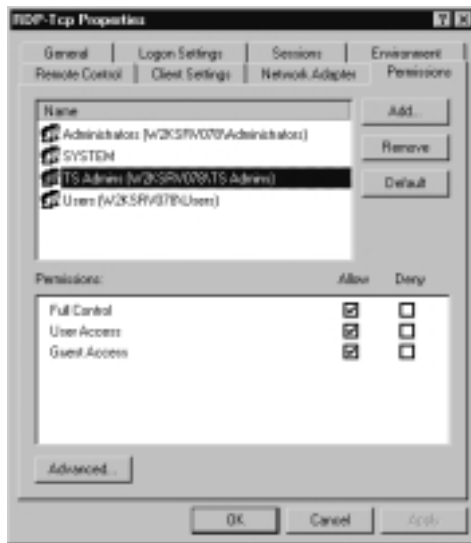 RDP-Tcp Properties
General Logon Settings Sessions Environment
Remote Control Client Settings Network Adapter Permissions
Name
Add...
Administrators (W2KSRV078\Administrators)
SYSTEM
Remove
TS Admins (W2KSRV078\TS Admins)
Default
Users (W2KSRV078\Users)
Permissions: Allow Deny
Full Control
User Access
Guest Access
Advanced...
OK Cancel Apply